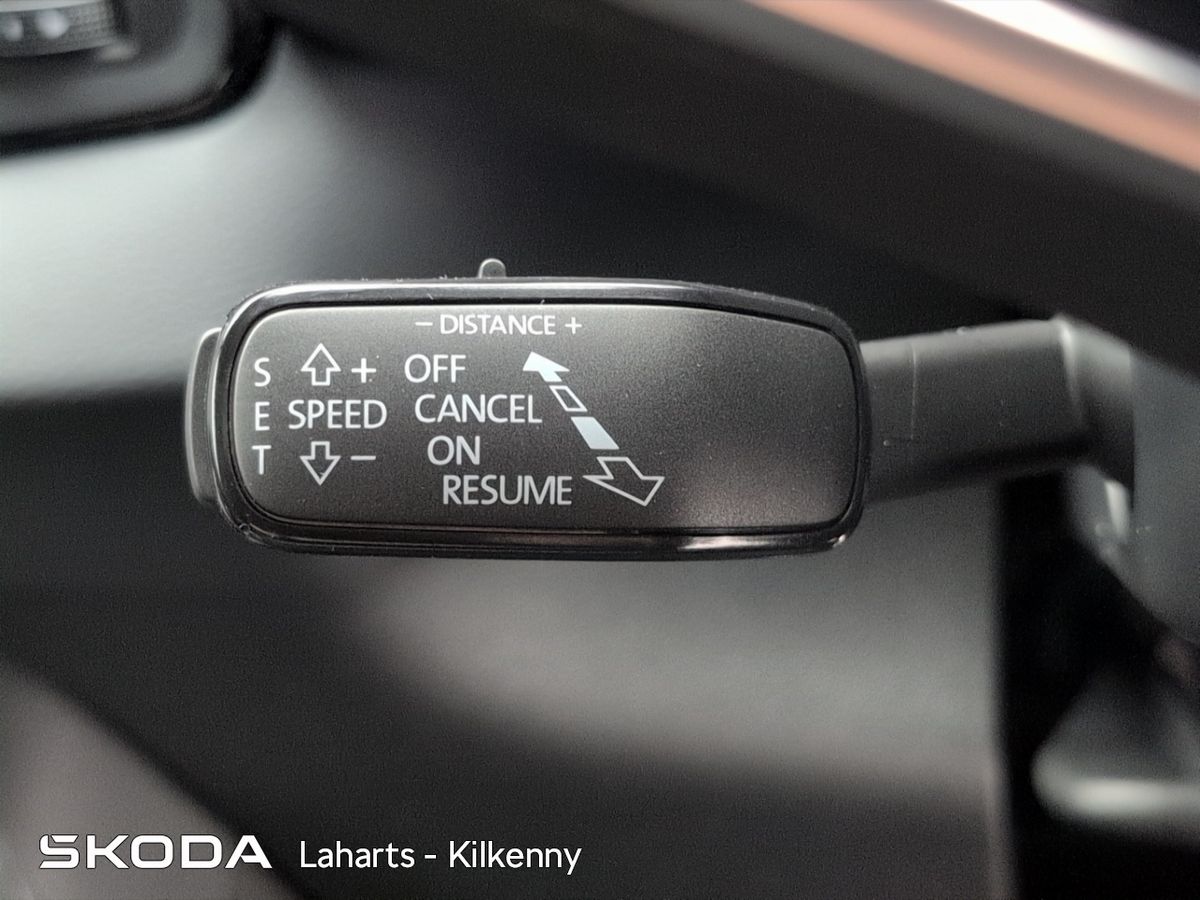 - DISTANCE +
S + OFF
E SPEED CANCEL
T - ON
RESUME
SKODA Laharts - Kilkenny